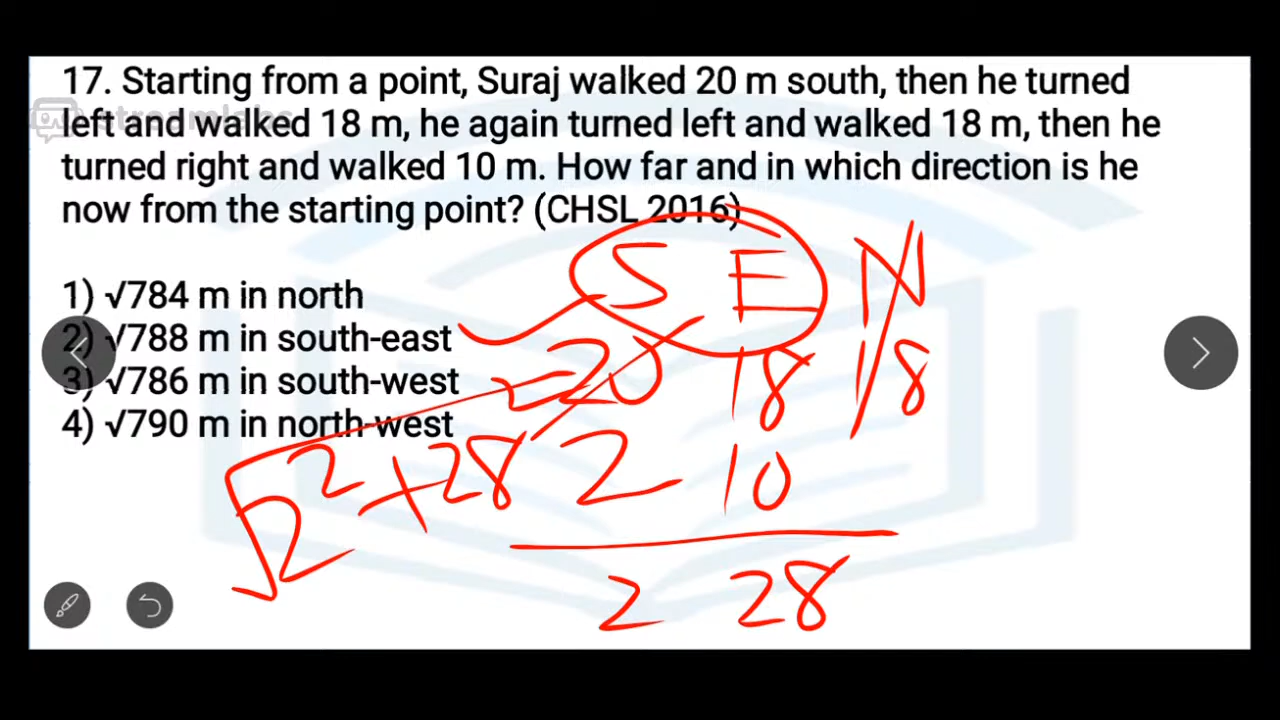 17. Starting from a point, Suraj walked 20 m south, then he turned
streamlabs
left and walked 18 m, he again turned left and walked 18 m, then he
turned right and walked 10 m. How far and in which direction is he
now from the starting point? (CHSL 2016)
1) √784 m in north
2) √788 m in south-east
3) √786 m in south-west
4) √790 m in north-west
S E N
20 18 18
√2² + 28² 2 10
2 28